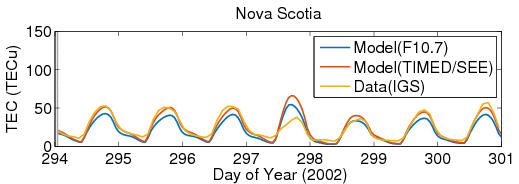 Nova Scotia
150
100
50
0
TEC (TECu)
Model(F10.7)
Model(TIMED/SEE)
Data(IGS)
294 295 296 297 298 299 300 301
Day of Year (2002)